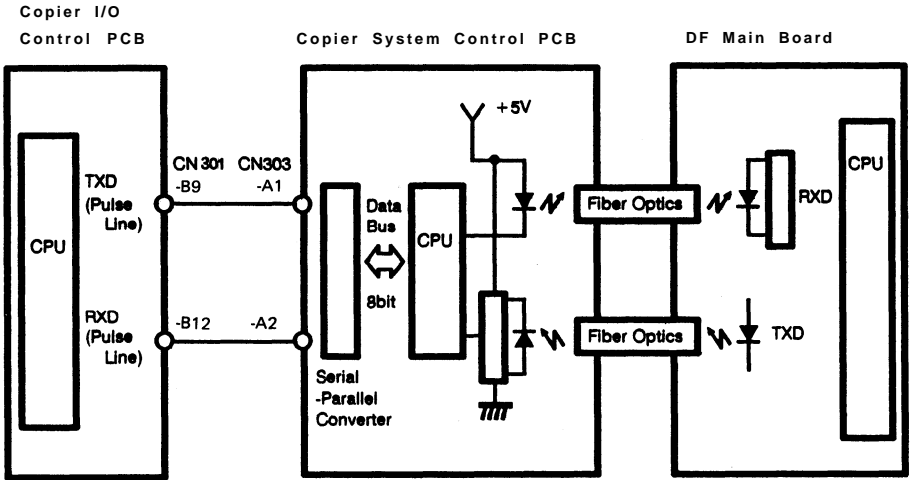 Copier I/O
Control PCB
Copier System Control PCB
DF Main Board
CN301
CN303
TXD
(Pulse
Line)
-B9
-A1
CPU
RXD
(Pulse
Line)
-B12
-A2
Data
Bus
8bit
Serial
-Parallel
Converter
CPU
+5V
Fiber Optics
Fiber Optics
RXD
TXD
CPU